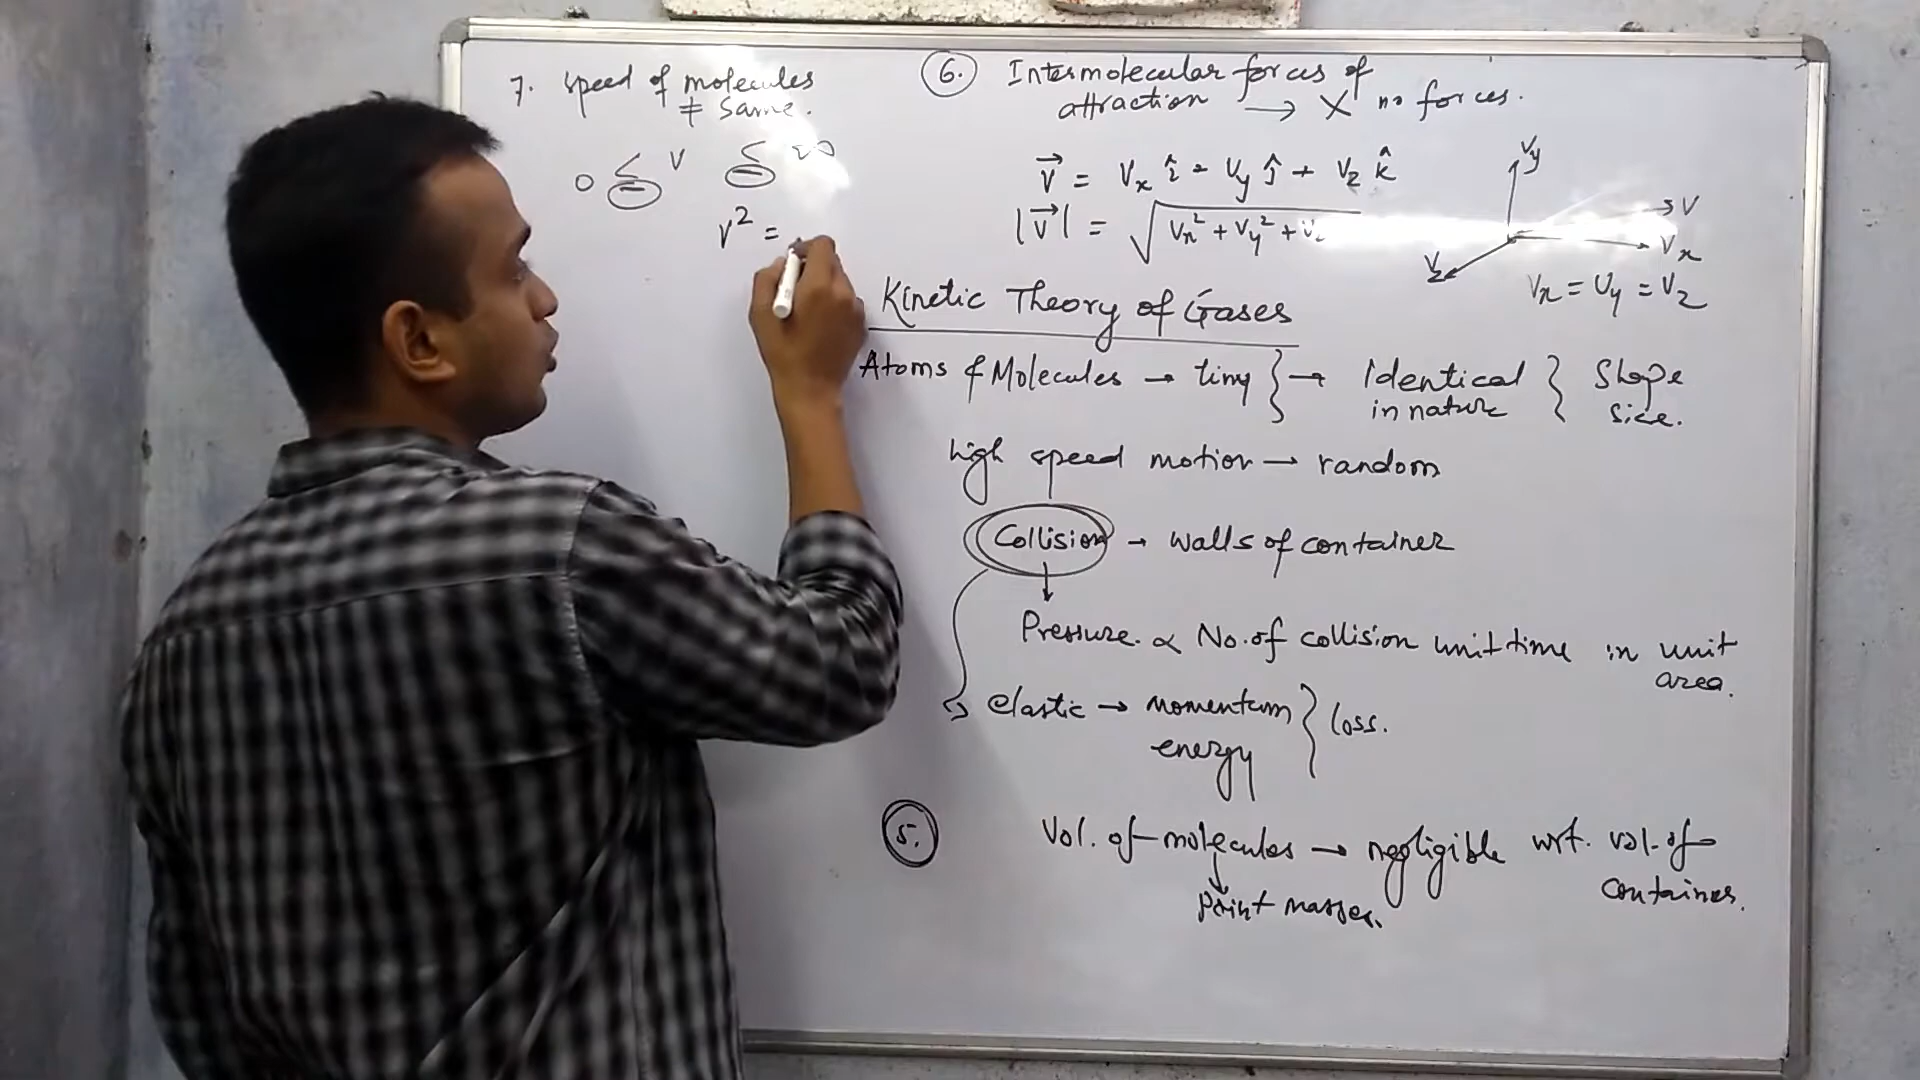 7. Speed of molecules
≠ Same.
0 ≤ v ≤ ∞
v² =
6. Intermolecular forces of
attraction → X no forces.
v⃗ = Vx î + Vy ĵ + Vz k̂
|v⃗| = √Vx² + Vy² + V
Vy
V
Vx
Vz
Vx = Vy = Vz
Kinetic Theory of Gases
Atoms & Molecules → tiny } → Identical } Shape
in nature size.
high speed motion → random
Collision → walls of container
↓
Pressure. ∝ No. of collision unit time in unit
area.
elastic → momentum } loss.
energy
5. Vol. of molecules → negligible wrt. vol. of
container.
Point masses.